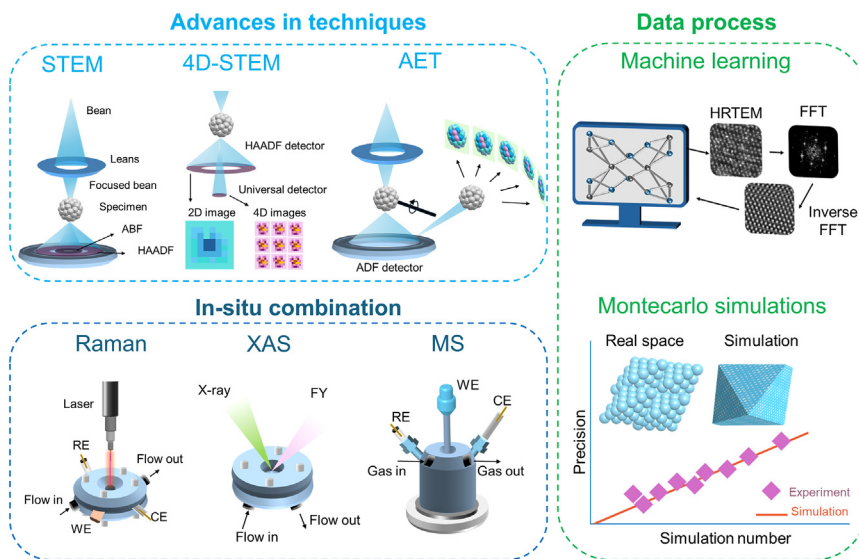 Advances in techniques
STEM
4D-STEM
AET
Bean
Leans
Focused bean
Specimen
ABF
HAADF
HAADF detector
Universal detector
2D image
4D images
ADF detector
Data process
Machine learning
HRTEM
FFT
Inverse
FFT
In-situ combination
Raman
XAS
MS
Laser
RE
Flow out
Flow in
WE
CE
X-ray
FY
Flow in
Flow out
WE
CE
RE
Gas in
Gas out
Montecarlo simulations
Real space
Simulation
Precision
Experiment
Simulation
Simulation number